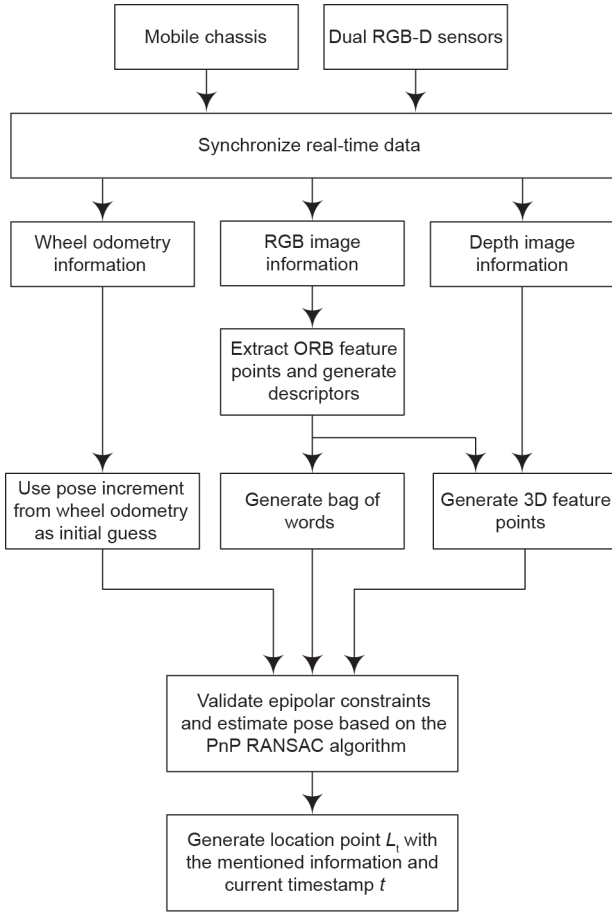 Mobile chassis
Dual RGB-D sensors
Synchronize real-time data
Wheel odometry
information
RGB image
information
Depth image
information
Extract ORB feature
points and generate
descriptors
Use pose increment
from wheel odometry
as initial guess
Generate bag of
words
Generate 3D feature
points
Validate epipolar constraints
and estimate pose based on the
PnP RANSAC algorithm
Generate location point Lt with
the mentioned information and
current timestamp t